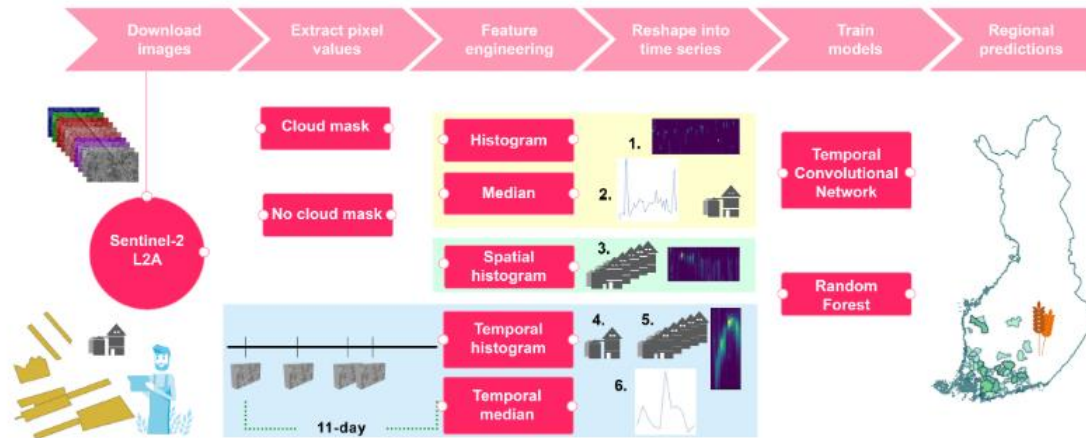 Download
images
Extract pixel
values
Feature
engineering
Reshape into
time series
Train
models
Regional
predictions
Cloud mask
No cloud mask
Sentinel-2
L2A
Histogram
Median
1.
2.
Spatial
histogram
3.
Temporal
histogram
4.
5.
Temporal
median
6.
11-day
Temporal
Convolutional
Network
Random
Forest